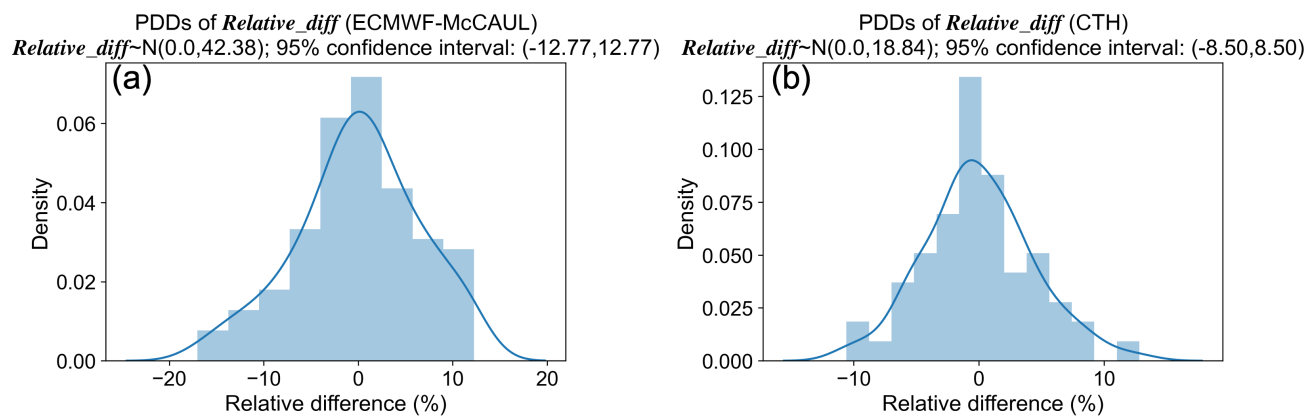 PDDs of Relative_diff (ECMWF-McCAUL)
Relative_diff~N(0.0,42.38); 95% confidence interval: (-12.77,12.77)
(a)
0.06
0.04
0.02
0.00
Density
−20 −10 0 10 20
Relative difference (%)
PDDs of Relative_diff (CTH)
Relative_diff~N(0.0,18.84); 95% confidence interval: (-8.50,8.50)
(b)
0.125
0.100
0.075
0.050
0.025
0.000
Density
−10 0 10
Relative difference (%)